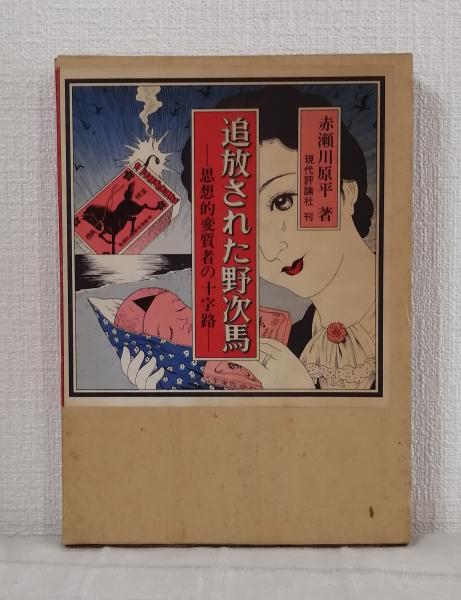 赤瀬川原平 著
現代評論社 刊
追放された野次馬
―思想的変質者の十字路―